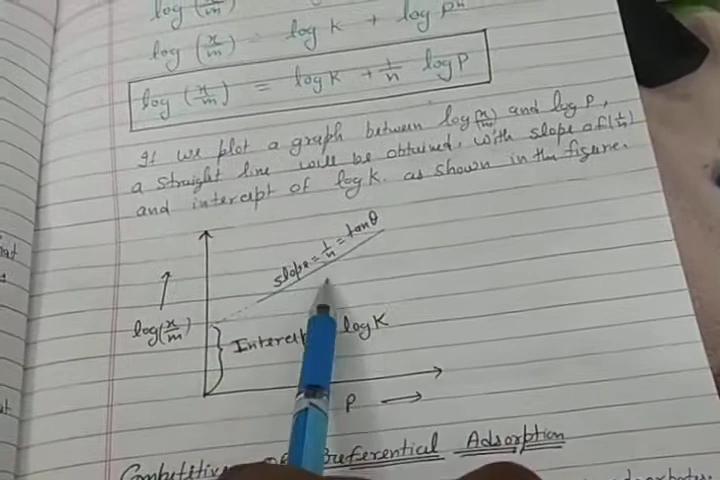 log (x/m)
log (x/m) = log K + log P^1/n
log (x/m) = log K + 1/n log P
If we plot a graph between log(x/m) and log P,
a straight line will be obtained, with slope of (1/n)
and intercept of log K. as shown in the figure.
slope = 1/n = tan θ
log(x/m)
Intercept log K
P
Preferential Adsorption